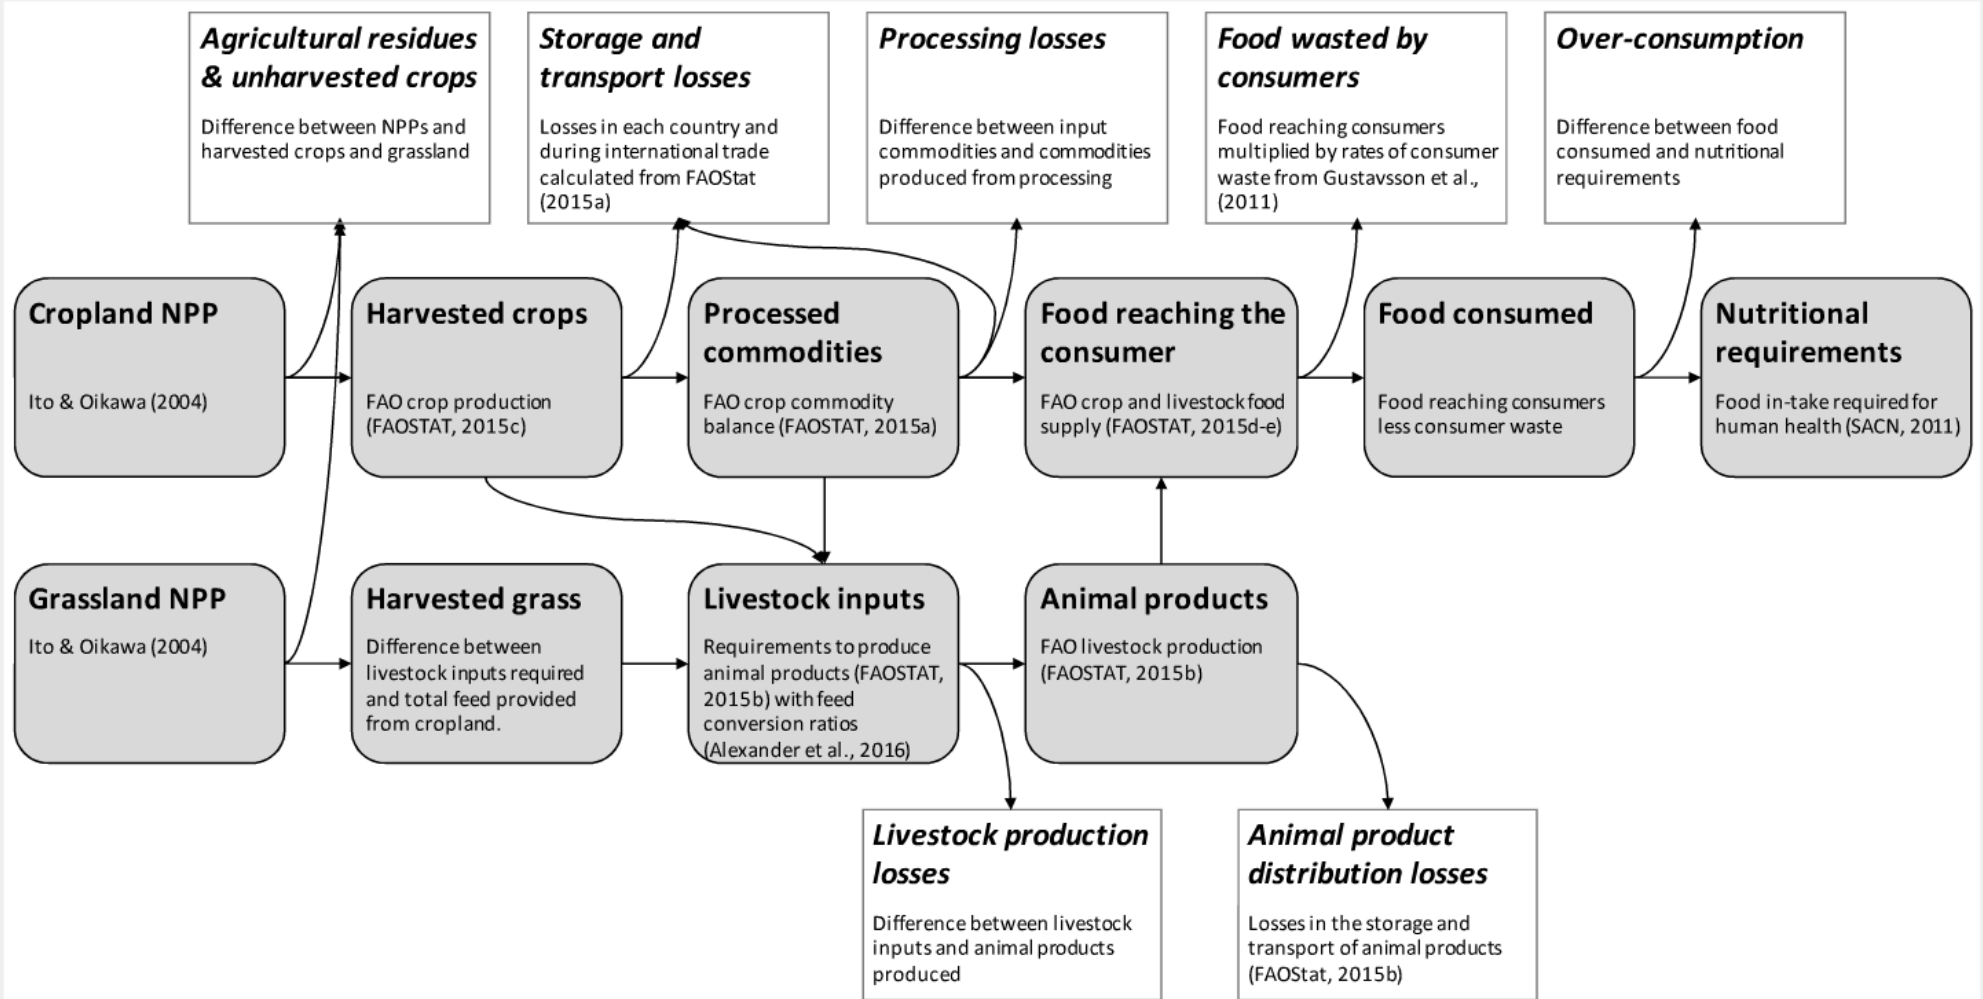 Agricultural residues
& unharvested crops
Difference between NPPs and
harvested crops and grassland
Storage and
transport losses
Losses in each country and
during international trade
calculated from FAOStat
(2015a)
Processing losses
Difference between input
commodities and commodities
produced from processing
Food wasted by
consumers
Food reaching consumers
multiplied by rates of consumer
waste from Gustavsson et al.,
(2011)
Over-consumption
Difference between food
consumed and nutritional
requirements
Cropland NPP
Ito & Oikawa (2004)
Harvested crops
FAO crop production
(FAOSTAT, 2015c)
Processed
commodities
FAO crop commodity
balance (FAOSTAT, 2015a)
Food reaching the
consumer
FAO crop and livestock food
supply (FAOSTAT, 2015d-e)
Food consumed
Food reaching consumers
less consumer waste
Nutritional
requirements
Food in-take required for
human health (SACN, 2011)
Grassland NPP
Ito & Oikawa (2004)
Harvested grass
Difference between
livestock inputs required
and total feed provided
from cropland.
Livestock inputs
Requirements to produce
animal products (FAOSTAT,
2015b) with feed
conversion ratios
(Alexander et al., 2016)
Animal products
FAO livestock production
(FAOSTAT, 2015b)
Livestock production
losses
Difference between livestock
inputs and animal products
produced
Animal product
distribution losses
Losses in the storage and
transport of animal products
(FAOStat, 2015b)